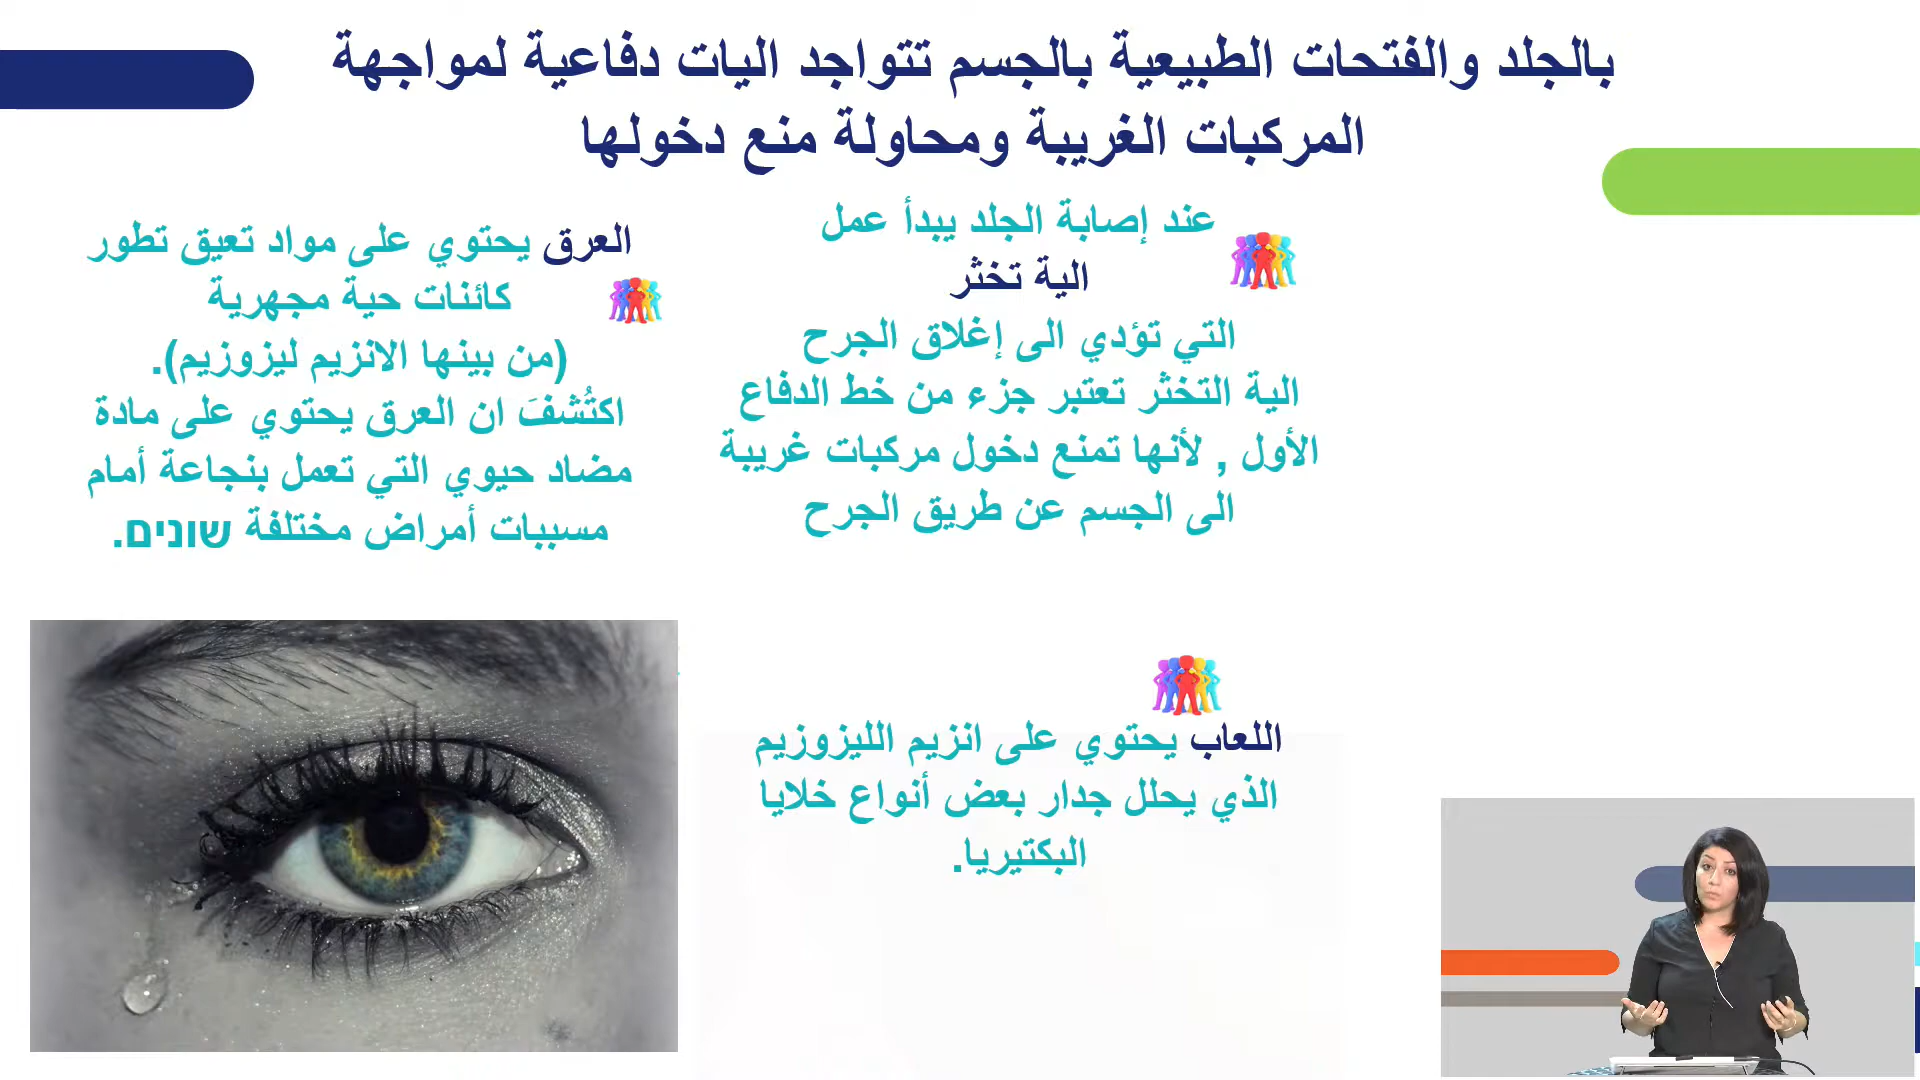 بالجلد والفتحات الطبيعية بالجسم تتواجد اليات دفاعية لمواجهة
المركبات الغريبة ومحاولة منع دخولها
عند إصابة الجلد يبدأ عمل
الية تخثر
التي تؤدي الى إغلاق الجرح
الية التخثر تعتبر جزء من خط الدفاع
الأول , لأنها تمنع دخول مركبات غريبة
الى الجسم عن طريق الجرح
العرق يحتوي على مواد تعيق تطور
كائنات حية مجهرية
(من بينها الانزيم ليزوزيم).
اكتُشفَ ان العرق يحتوي على مادة
مضاد حيوي التي تعمل بنجاعة أمام
مسببات أمراض مختلفة שונים.
اللعاب يحتوي على انزيم الليزوزيم
الذي يحلل جدار بعض أنواع خلايا
البكتيريا.